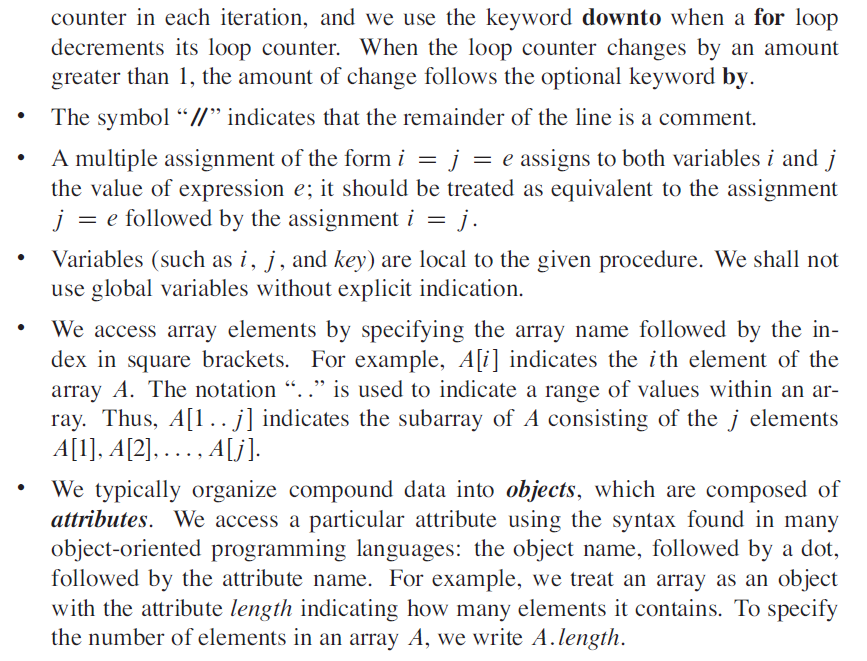 counter in each iteration, and we use the keyword downto when a for loop
decrements its loop counter. When the loop counter changes by an amount
greater than 1, the amount of change follows the optional keyword by.
• The symbol “//” indicates that the remainder of the line is a comment.
• A multiple assignment of the form i = j = e assigns to both variables i and j
the value of expression e; it should be treated as equivalent to the assignment
j = e followed by the assignment i = j.
• Variables (such as i, j, and key) are local to the given procedure. We shall not
use global variables without explicit indication.
• We access array elements by specifying the array name followed by the in-
dex in square brackets. For example, A[i] indicates the ith element of the
array A. The notation “..” is used to indicate a range of values within an ar-
ray. Thus, A[1..j] indicates the subarray of A consisting of the j elements
A[1], A[2], ..., A[j].
• We typically organize compound data into objects, which are composed of
attributes. We access a particular attribute using the syntax found in many
object-oriented programming languages: the object name, followed by a dot,
followed by the attribute name. For example, we treat an array as an object
with the attribute length indicating how many elements it contains. To specify
the number of elements in an array A, we write A.length.